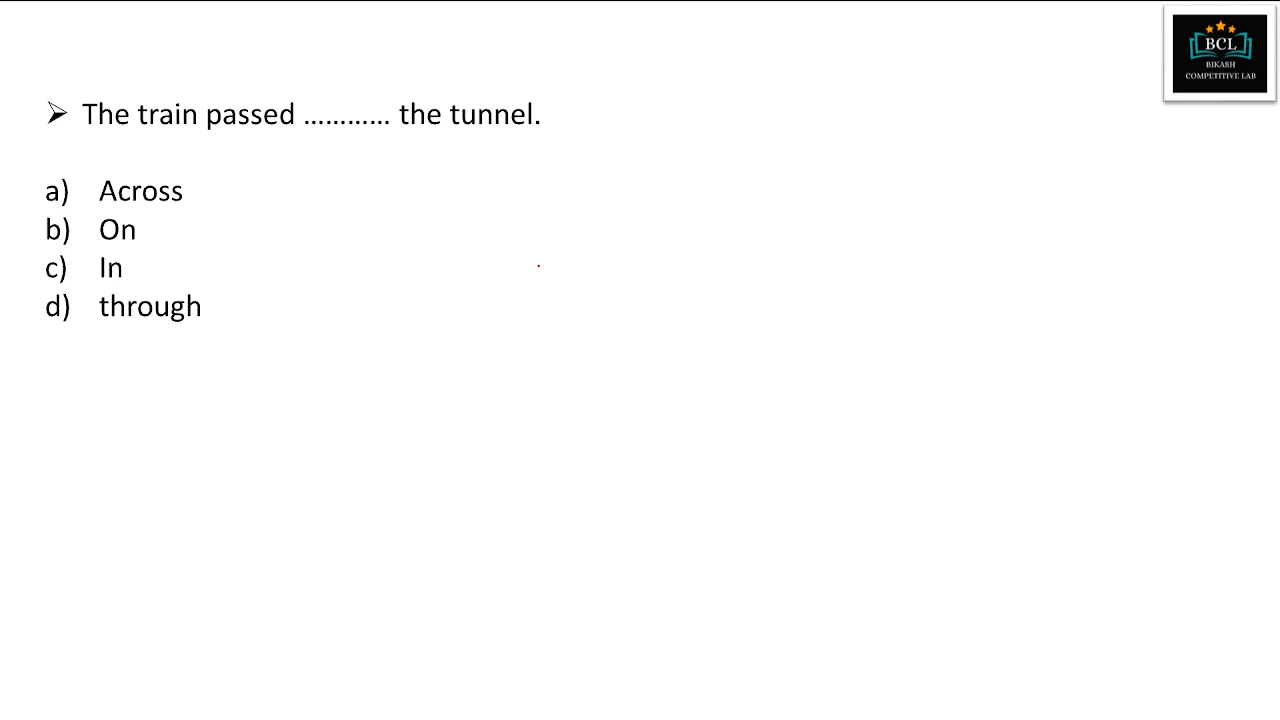 BCL
BIKASH
COMPETITIVE LAB
➢ The train passed ………… the tunnel.
a) Across
b) On
c) In
d) through